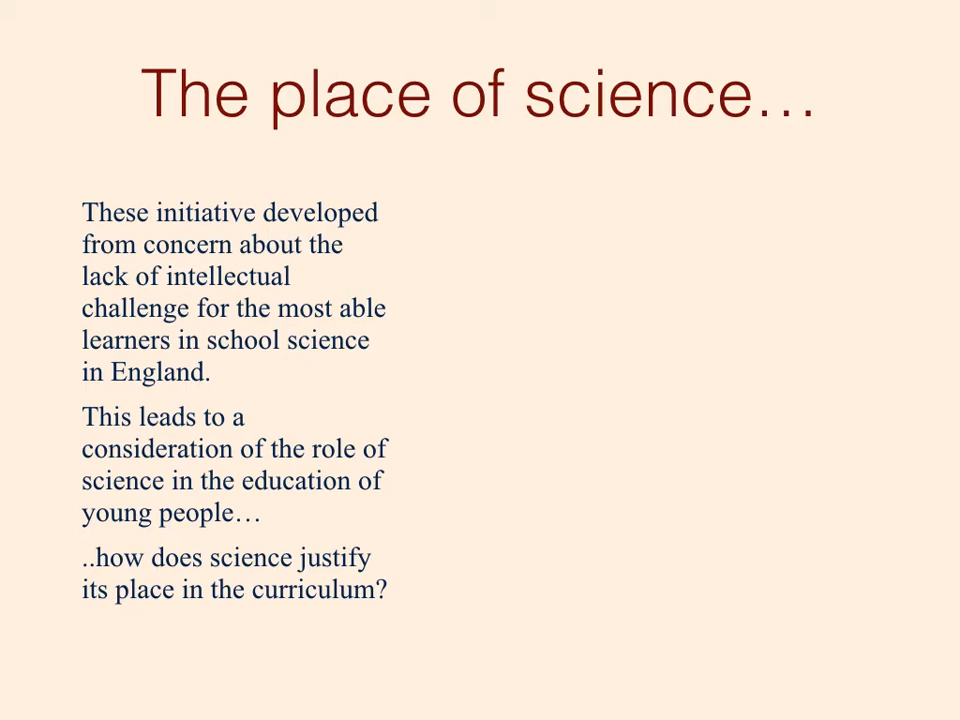 The place of science…
These initiative developed
from concern about the
lack of intellectual
challenge for the most able
learners in school science
in England.
This leads to a
consideration of the role of
science in the education of
young people…
..how does science justify
its place in the curriculum?